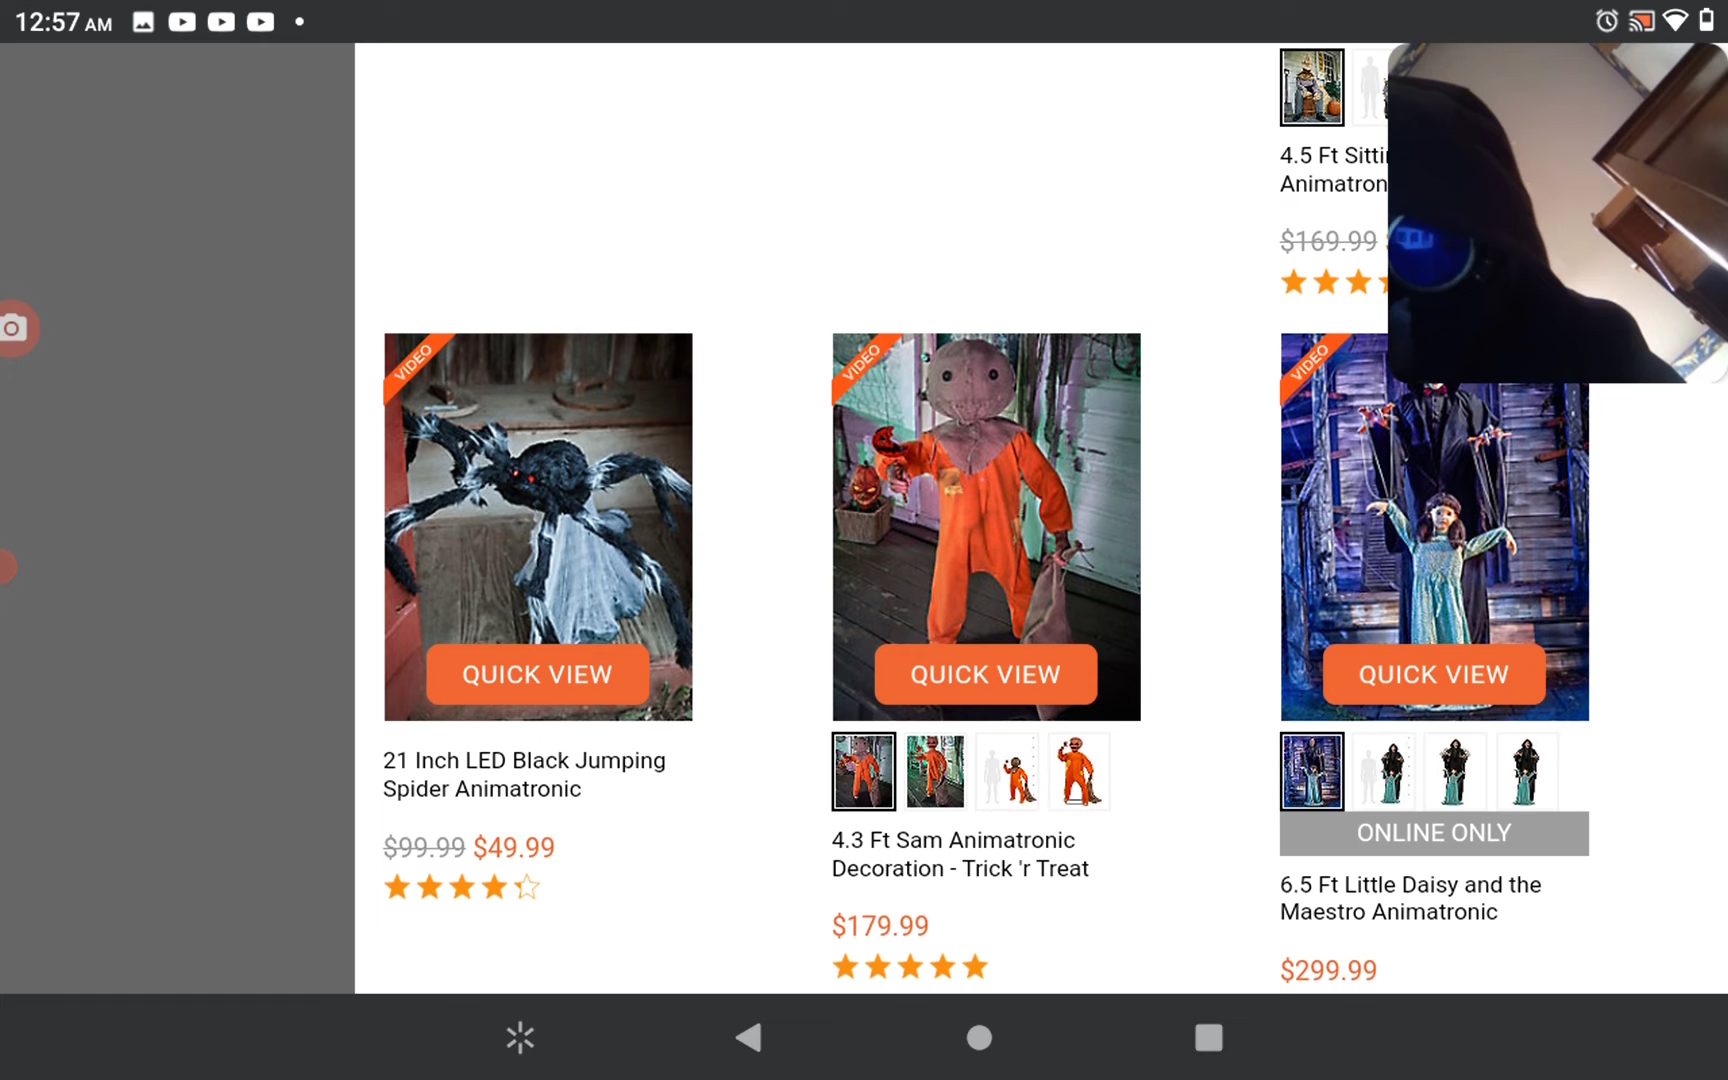 12:57 AM
4.5 Ft
Animatron
$169.99
VIDEO
VIDEO
VIDEO
QUICK VIEW
QUICK VIEW
QUICK VIEW
21 Inch LED Black Jumping
Spider Animatronic
$99.99 $49.99
4.3 Ft Sam Animatronic
Decoration - Trick 'r Treat
$179.99
ONLINE ONLY
6.5 Ft Little Daisy and the
Maestro Animatronic
$299.99